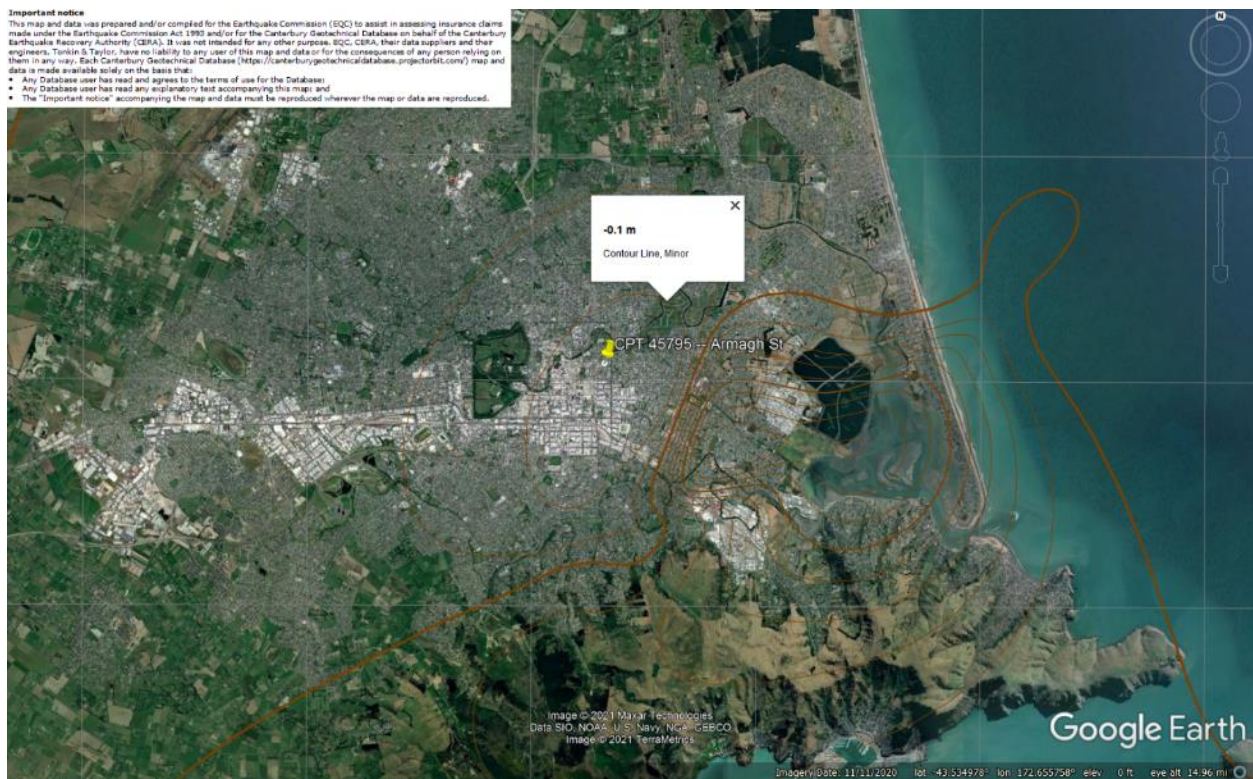 Important notice
This map and data was prepared and/or compiled for the Earthquake Commission (EQC) to assist in assessing insurance claims
made under the Earthquake Commission Act 1993 and/or for the Canterbury Geotechnical Database on behalf of the Canterbury
Earthquake Recovery Authority (CERA). It was not intended for any other purpose. EQC, CERA, their data suppliers and their
engineers, Tonkin & Taylor, have no liability to any user of this map and data or for the consequences of any person relying on
them in any way. Each Canterbury Geotechnical Database (https://canterburygeotechnicaldatabase.projectorbit.com/) map and
data is made available solely on the basis that:
• Any Database user has read and agrees to the terms of use for the Database;
• Any Database user has read any explanatory text accompanying this map; and
• The "Important notice" accompanying the map and data must be reproduced wherever the map or data are reproduced.
N
-0.1 m
Contour Line, Minor
CPT 45795 -- Armagh St
Image © 2021 Maxar Technologies
Data SIO, NOAA, U.S. Navy, NGA, GEBCO
Image © 2021 TerraMetrics
Google Earth
Imagery Date: 11/11/2020 lat -43.534978° lon 172.655758° elev 0 ft eye alt 14.96 mi